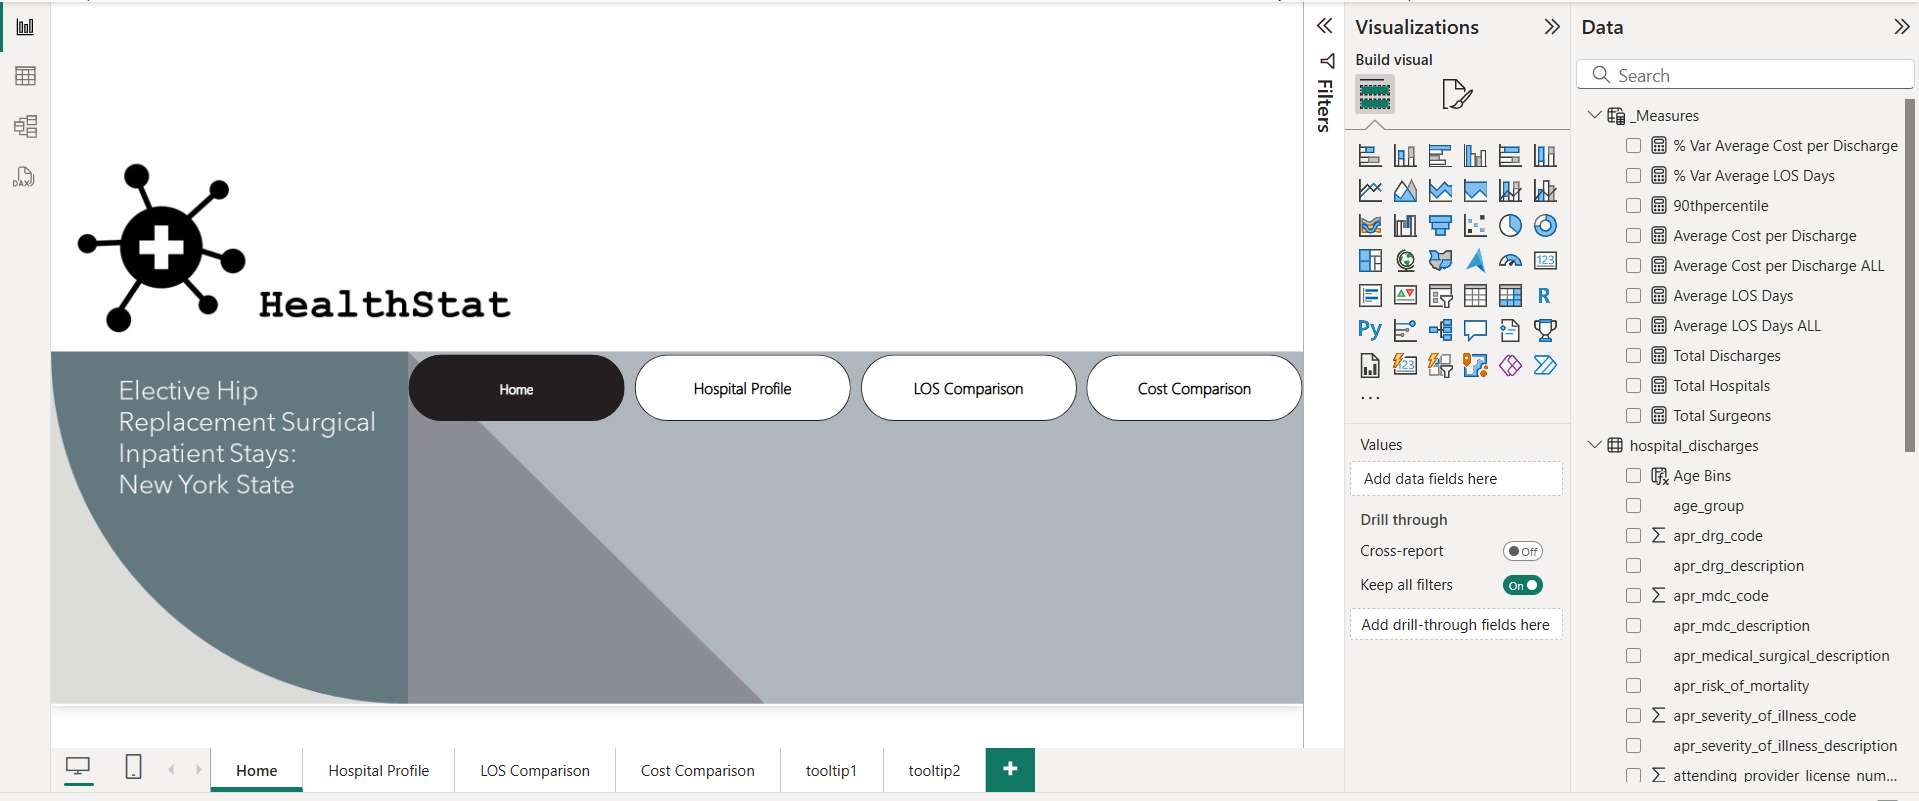 HealthStat
Elective Hip
Replacement Surgical
Inpatient Stays:
New York State
Home
Hospital Profile
LOS Comparison
Cost Comparison
Home
Hospital Profile
LOS Comparison
Cost Comparison
tooltip1
tooltip2
+
DAX
Filters
Visualizations
Build visual
123
R
Py
123
...
Values
Add data fields here
Drill through
Cross-report
Off
Keep all filters
On
Add drill-through fields here
Data
Search
_Measures
% Var Average Cost per Discharge
% Var Average LOS Days
90thpercentile
Average Cost per Discharge
Average Cost per Discharge ALL
Average LOS Days
Average LOS Days ALL
Total Discharges
Total Hospitals
Total Surgeons
hospital_discharges
Age Bins
age_group
apr_drg_code
apr_drg_description
apr_mdc_code
apr_mdc_description
apr_medical_surgical_description
apr_risk_of_mortality
apr_severity_of_illness_code
apr_severity_of_illness_description
attending_provider_license_num...